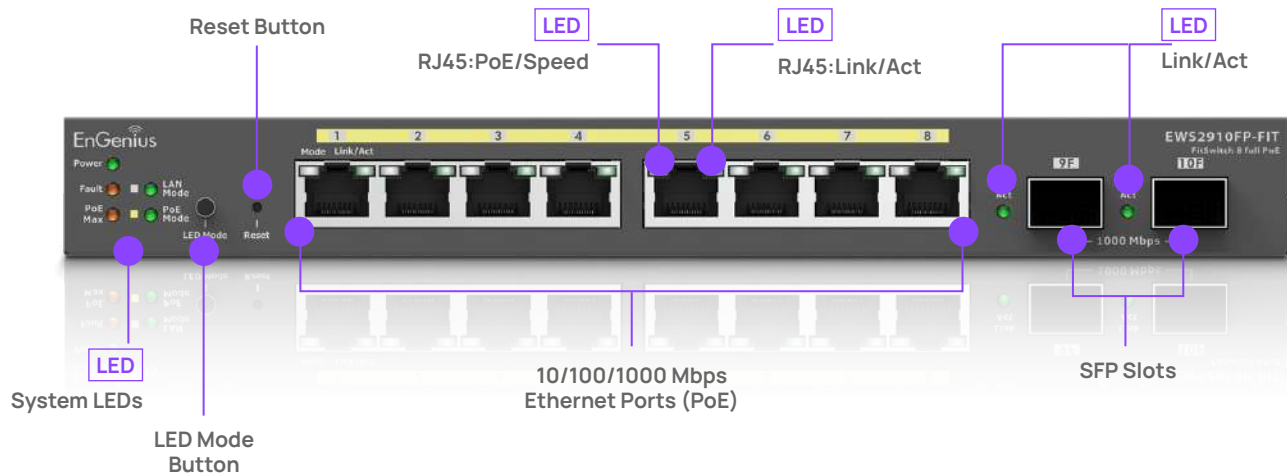 LED
LED
LED
Reset Button
RJ45:PoE/Speed
RJ45:Link/Act
Link/Act
EnGenius
1 2 3 4 5 6 7 8
EWS2910FP-FIT
FitSwitch 8 full PoE
Mode Link/Act
Power
9F
10F
Fault
LAN
Mode
PoE
Max
PoE
Mode
Act
Act
LED Mode
Reset
1000 Mbps
LED
System LEDs
10/100/1000 Mbps
Ethernet Ports (PoE)
SFP Slots
LED Mode
Button